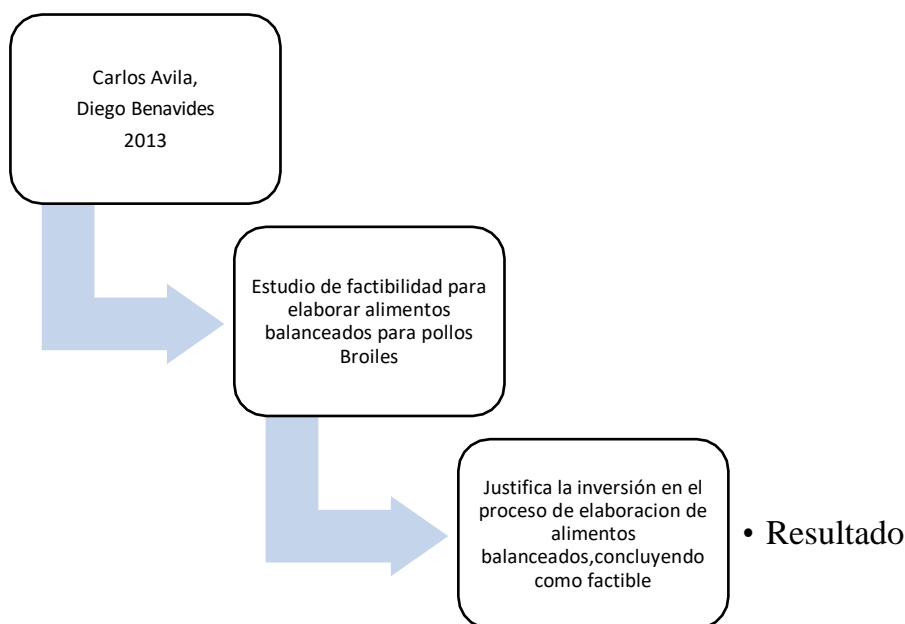 Carlos Avila,
Diego Benavides
2013
Estudio de factibilidad para
elaborar alimentos
balanceados para pollos
Broiles
Justifica la inversión en el
proceso de elaboracion de
alimentos
balanceados,concluyendo
como factible
• Resultado